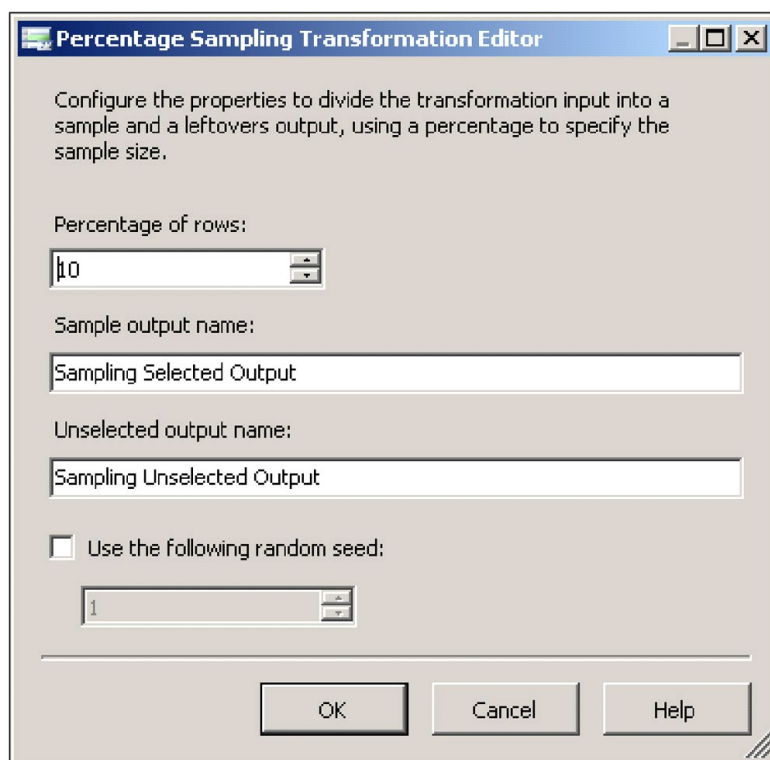 Percentage Sampling Transformation Editor
Configure the properties to divide the transformation input into a
sample and a leftovers output, using a percentage to specify the
sample size.
Percentage of rows:
10
Sample output name:
Sampling Selected Output
Unselected output name:
Sampling Unselected Output
Use the following random seed:
1
OK Cancel Help